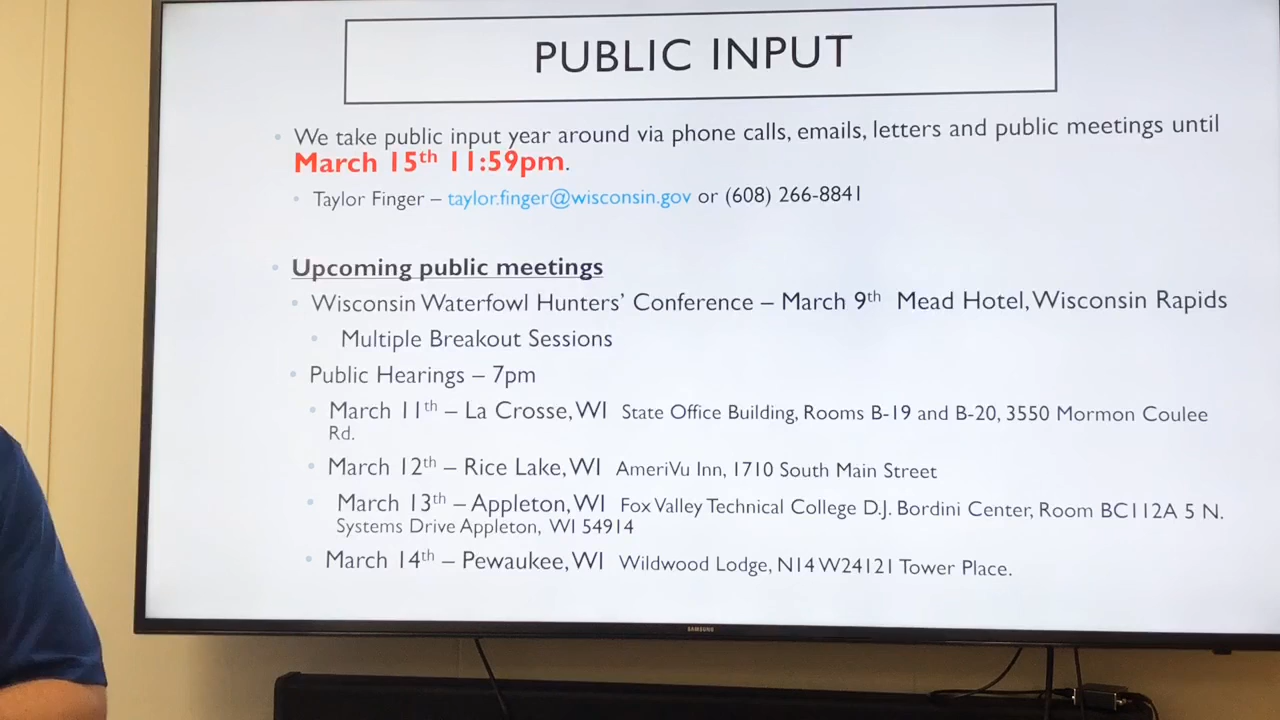 PUBLIC INPUT
We take public input year around via phone calls, emails, letters and public meetings until
March 15th 11:59pm.
Taylor Finger – taylor.finger@wisconsin.gov or (608) 266-8841
Upcoming public meetings
Wisconsin Waterfowl Hunters' Conference – March 9th Mead Hotel, Wisconsin Rapids
Multiple Breakout Sessions
Public Hearings – 7pm
March 11th – La Crosse, WI State Office Building, Rooms B-19 and B-20, 3550 Mormon Coulee
Rd.
March 12th – Rice Lake, WI AmeriVu Inn, 1710 South Main Street
March 13th – Appleton, WI Fox Valley Technical College D.J. Bordini Center, Room BC112A 5 N.
Systems Drive Appleton, WI 54914
March 14th – Pewaukee, WI Wildwood Lodge, N14 W24121 Tower Place.
SAMSUNG